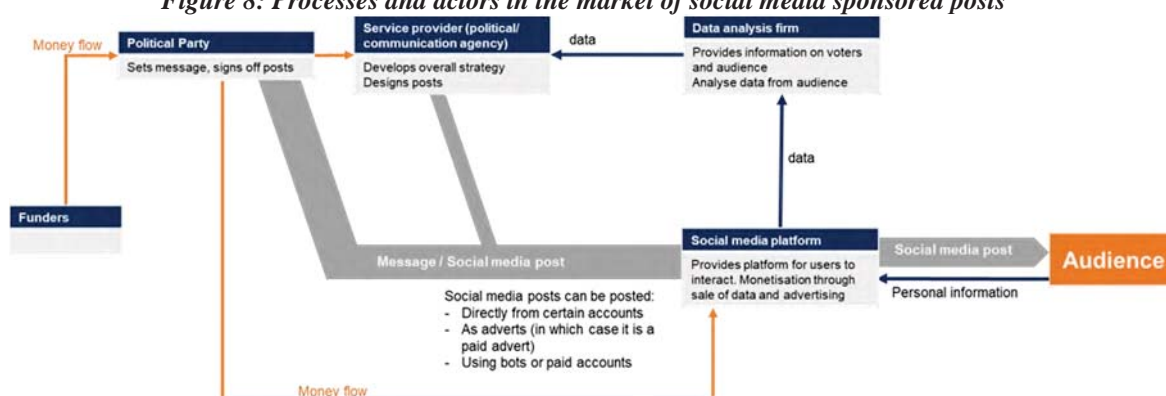 Figure 8: Processes and actors in the market of social media sponsored posts
Money flow
Political Party
Sets message, signs off posts
Service provider (political/
communication agency)
Develops overall strategy
Designs posts
data
Data analysis firm
Provides information on voters
and audience
Analyse data from audience
data
Funders
Message / Social media post
Social media platform
Provides platform for users to
interact. Monetisation through
sale of data and advertising
Social media post
Audience
Personal information
Social media posts can be posted:
- Directly from certain accounts
- As adverts (in which case it is a
paid advert)
- Using bots or paid accounts
Money flow